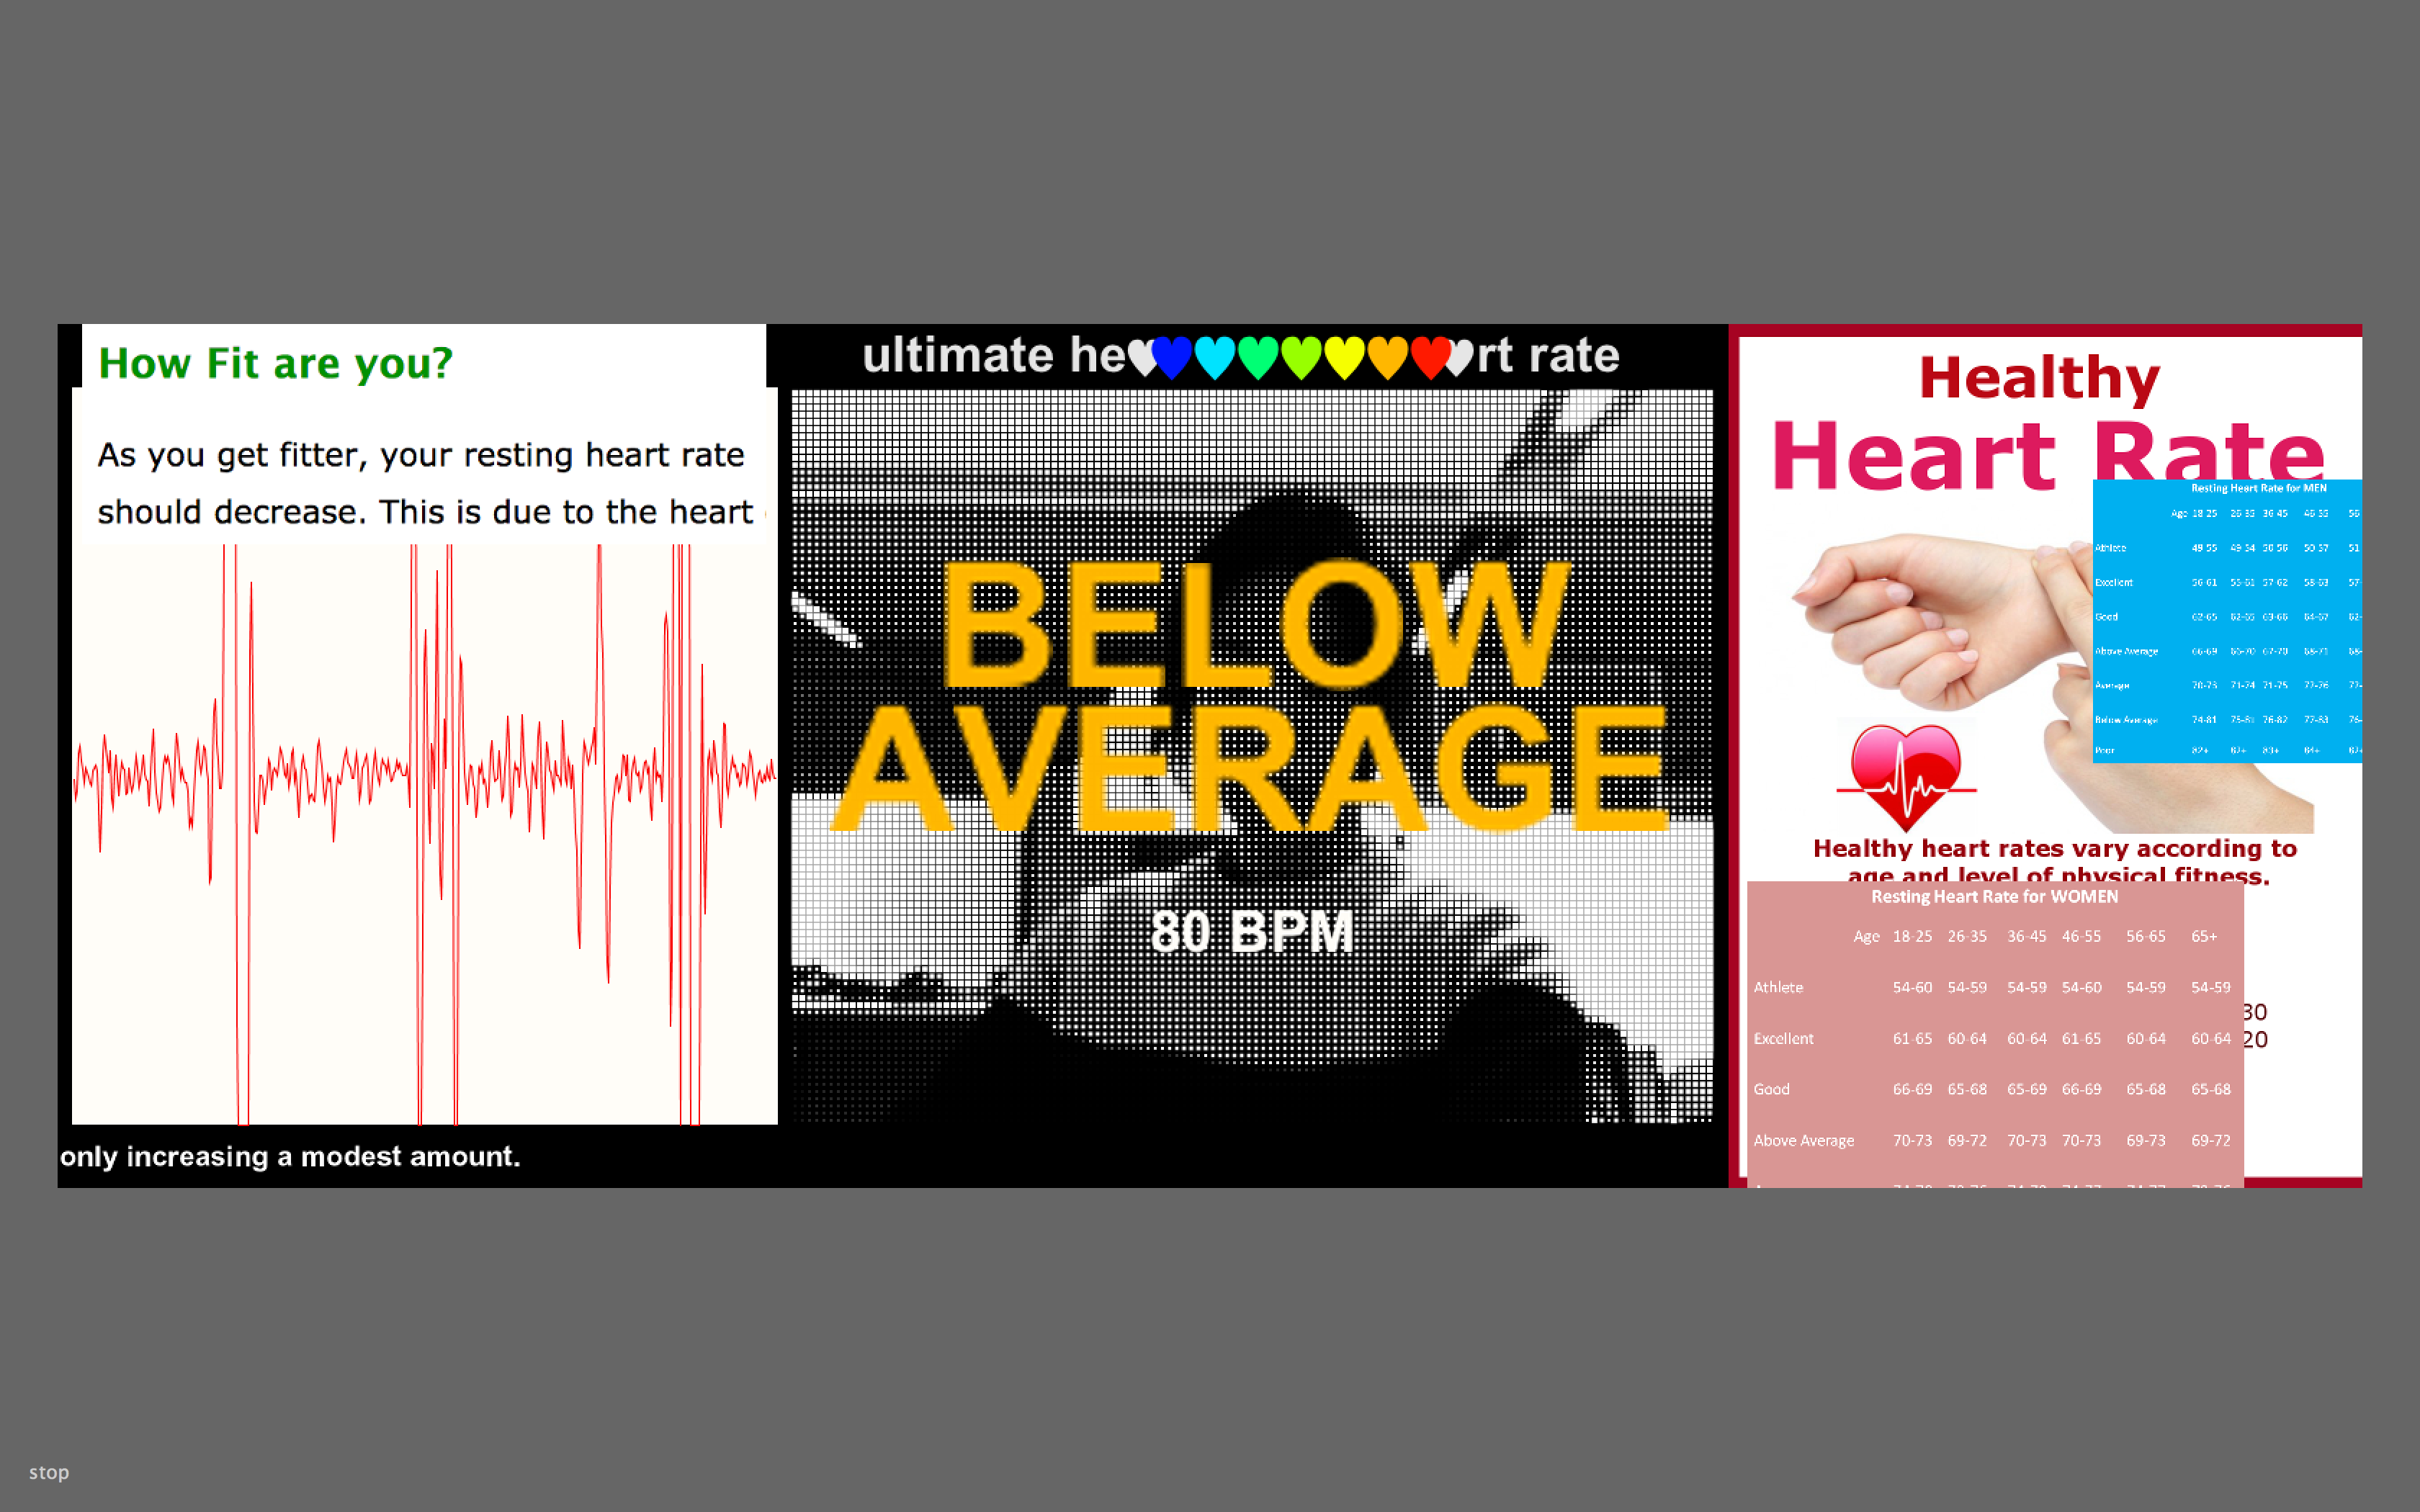 How Fit are you?
As you get fitter, your resting heart rate
should decrease. This is due to the heart
only increasing a modest amount.
ultimate he rt rate
BELOW
AVERAGE
80 BPM
Healthy
Heart Rate
Resting Heart Rate for MEN
Age 18-25 26-35 36-45 46-55 56
Athlete 49-55 49-54 50-56 50-57 51
Excellent 56-61 55-61 57-62 58-63 57-
Good 62-65 62-65 63-66 64-67 62-
Above Average 66-69 66-70 67-70 68-71 68-
Average 70-73 71-74 71-75 72-76 72-
Below Average 74-81 75-81 76-82 77-83 76-
Poor 82+ 82+ 83+ 84+ 82+
Healthy heart rates vary according to
age and level of physical fitness.
Resting Heart Rate for WOMEN
Age 18-25 26-35 36-45 46-55 56-65 65+
Athlete 54-60 54-59 54-59 54-60 54-59 54-59
30
Excellent 61-65 60-64 60-64 61-65 60-64 60-64
20
Good 66-69 65-68 65-69 66-69 65-68 65-68
Above Average 70-73 69-72 70-73 70-73 69-73 69-72
stop